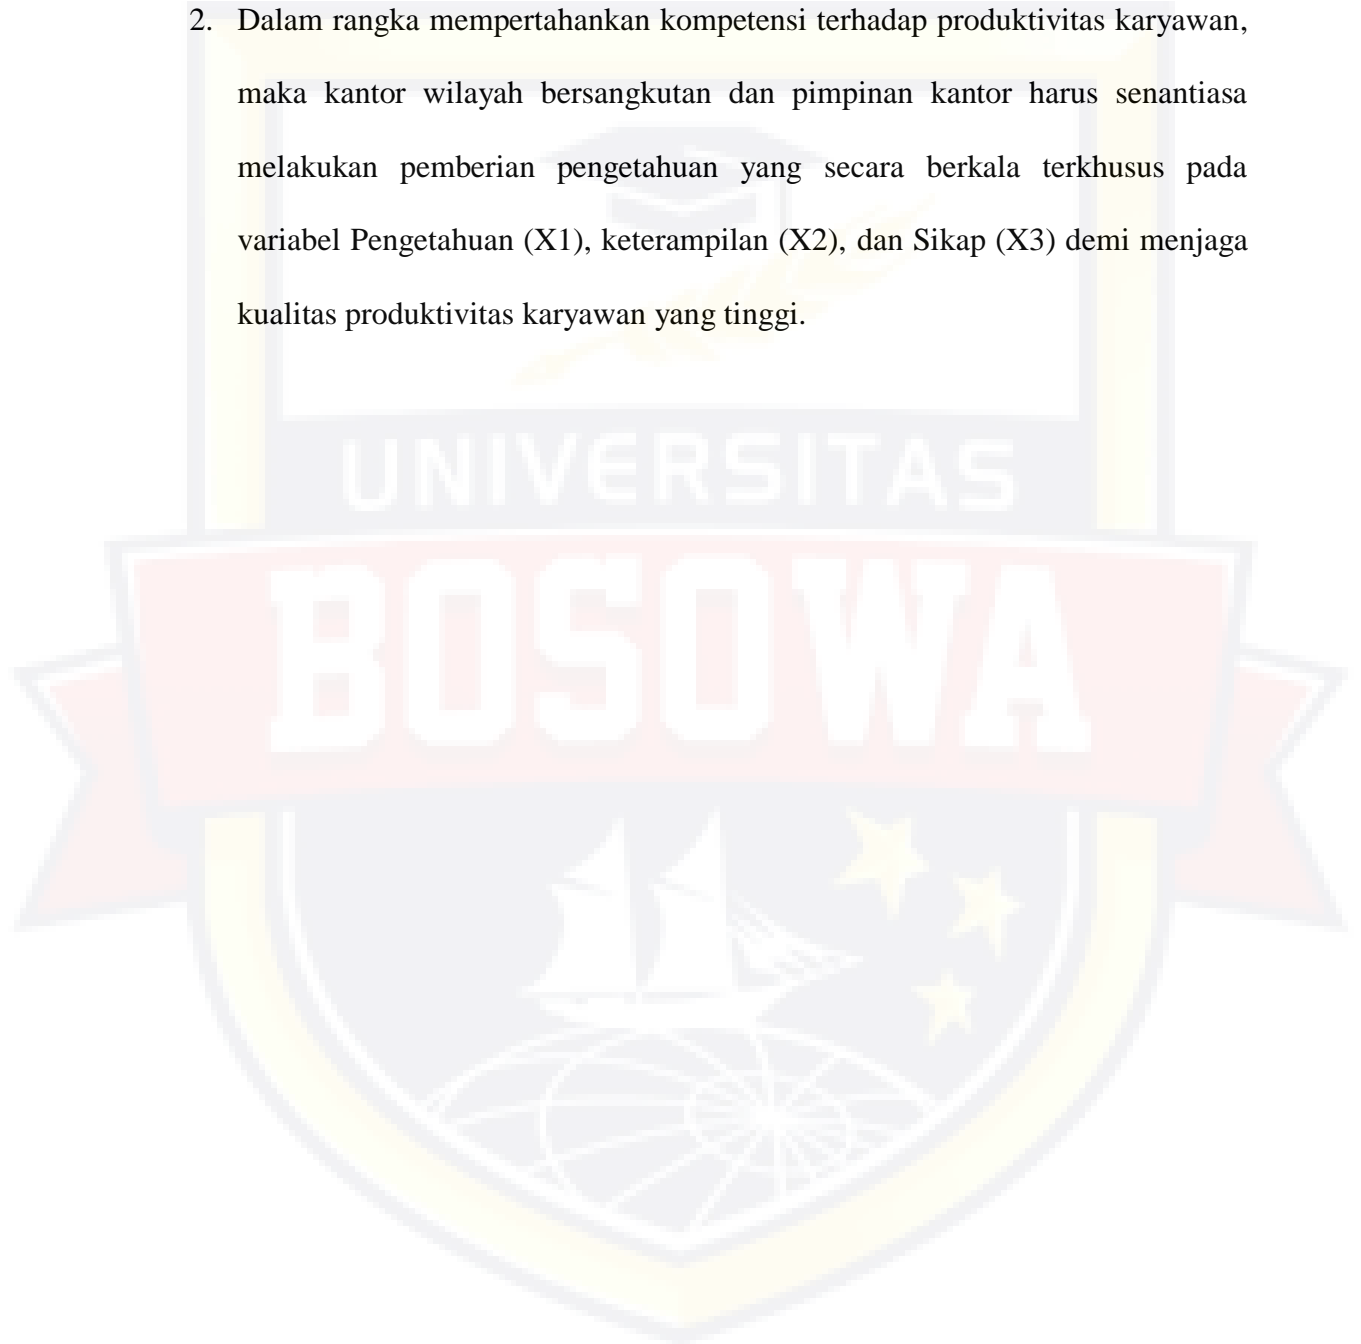 2. Dalam rangka mempertahankan kompetensi terhadap produktivitas karyawan,
maka kantor wilayah bersangkutan dan pimpinan kantor harus senantiasa
melakukan pemberian pengetahuan yang secara berkala terkhusus pada
variabel Pengetahuan (X1), keterampilan (X2), dan Sikap (X3) demi menjaga
kualitas produktivitas karyawan yang tinggi.
UNIVERSITAS
BOSOWA